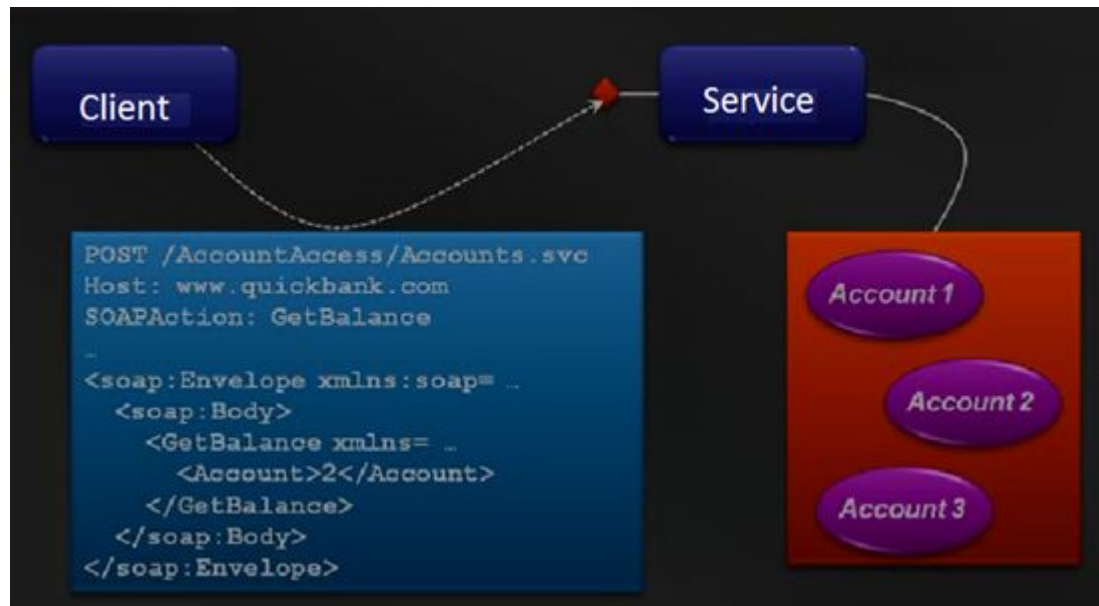 Client
Service
POST /AccountAccess/Accounts.svc
Host: www.quickbank.com
SOAPAction: GetBalance
…
<soap:Envelope xmlns:soap= …
<soap:Body>
<GetBalance xmlns= …
<Account>2</Account>
</GetBalance>
</soap:Body>
</soap:Envelope>
Account 1
Account 2
Account 3